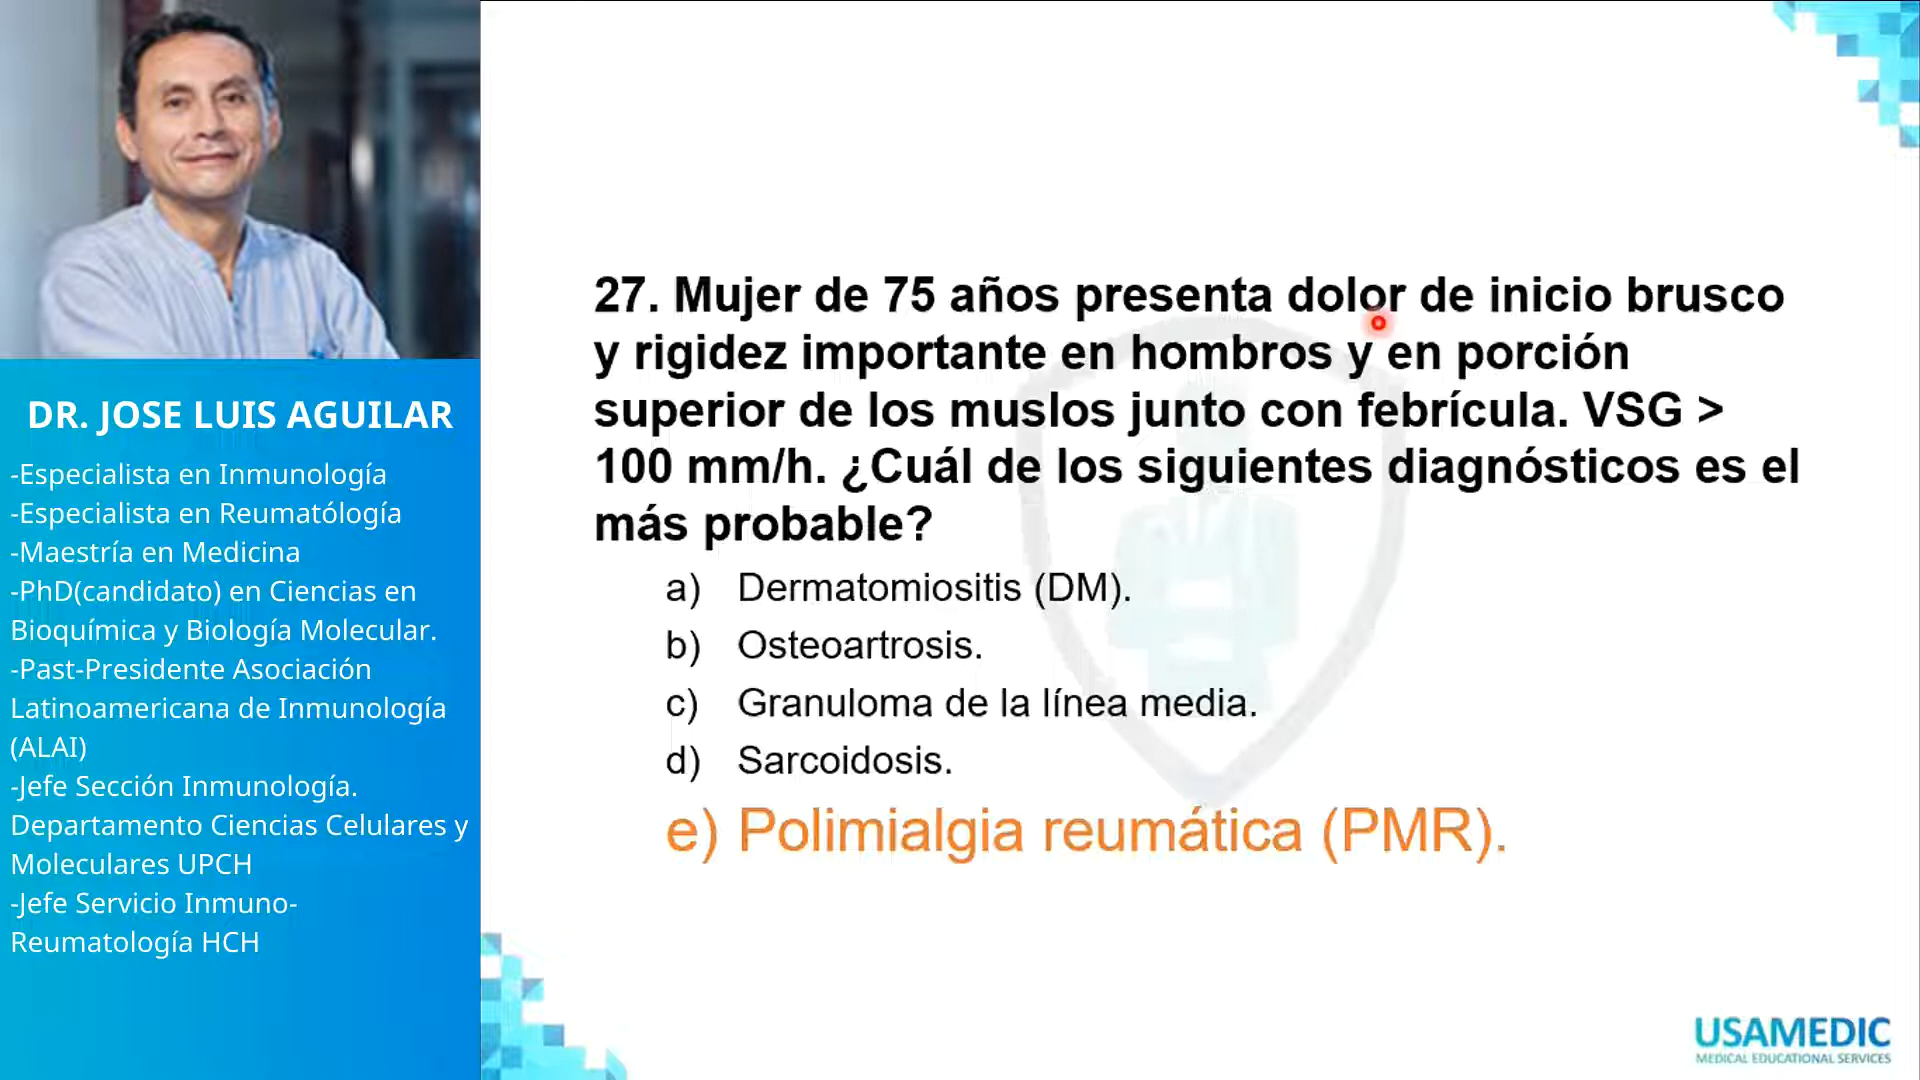 DR. JOSE LUIS AGUILAR
-Especialista en Inmunología
-Especialista en Reumatólogía
-Maestría en Medicina
-PhD(candidato) en Ciencias en
Bioquímica y Biología Molecular.
-Past-Presidente Asociación
Latinoamericana de Inmunología
(ALAI)
-Jefe Sección Inmunología.
Departamento Ciencias Celulares y
Moleculares UPCH
-Jefe Servicio Inmuno-
Reumatología HCH
27. Mujer de 75 años presenta dolor de inicio brusco
y rigidez importante en hombros y en porción
superior de los muslos junto con febrícula. VSG >
100 mm/h. ¿Cuál de los siguientes diagnósticos es el
más probable?
a) Dermatomiositis (DM).
b) Osteoartrosis.
c) Granuloma de la línea media.
d) Sarcoidosis.
e) Polimialgia reumática (PMR).
USAMEDIC
MEDICAL EDUCATIONAL SERVICES